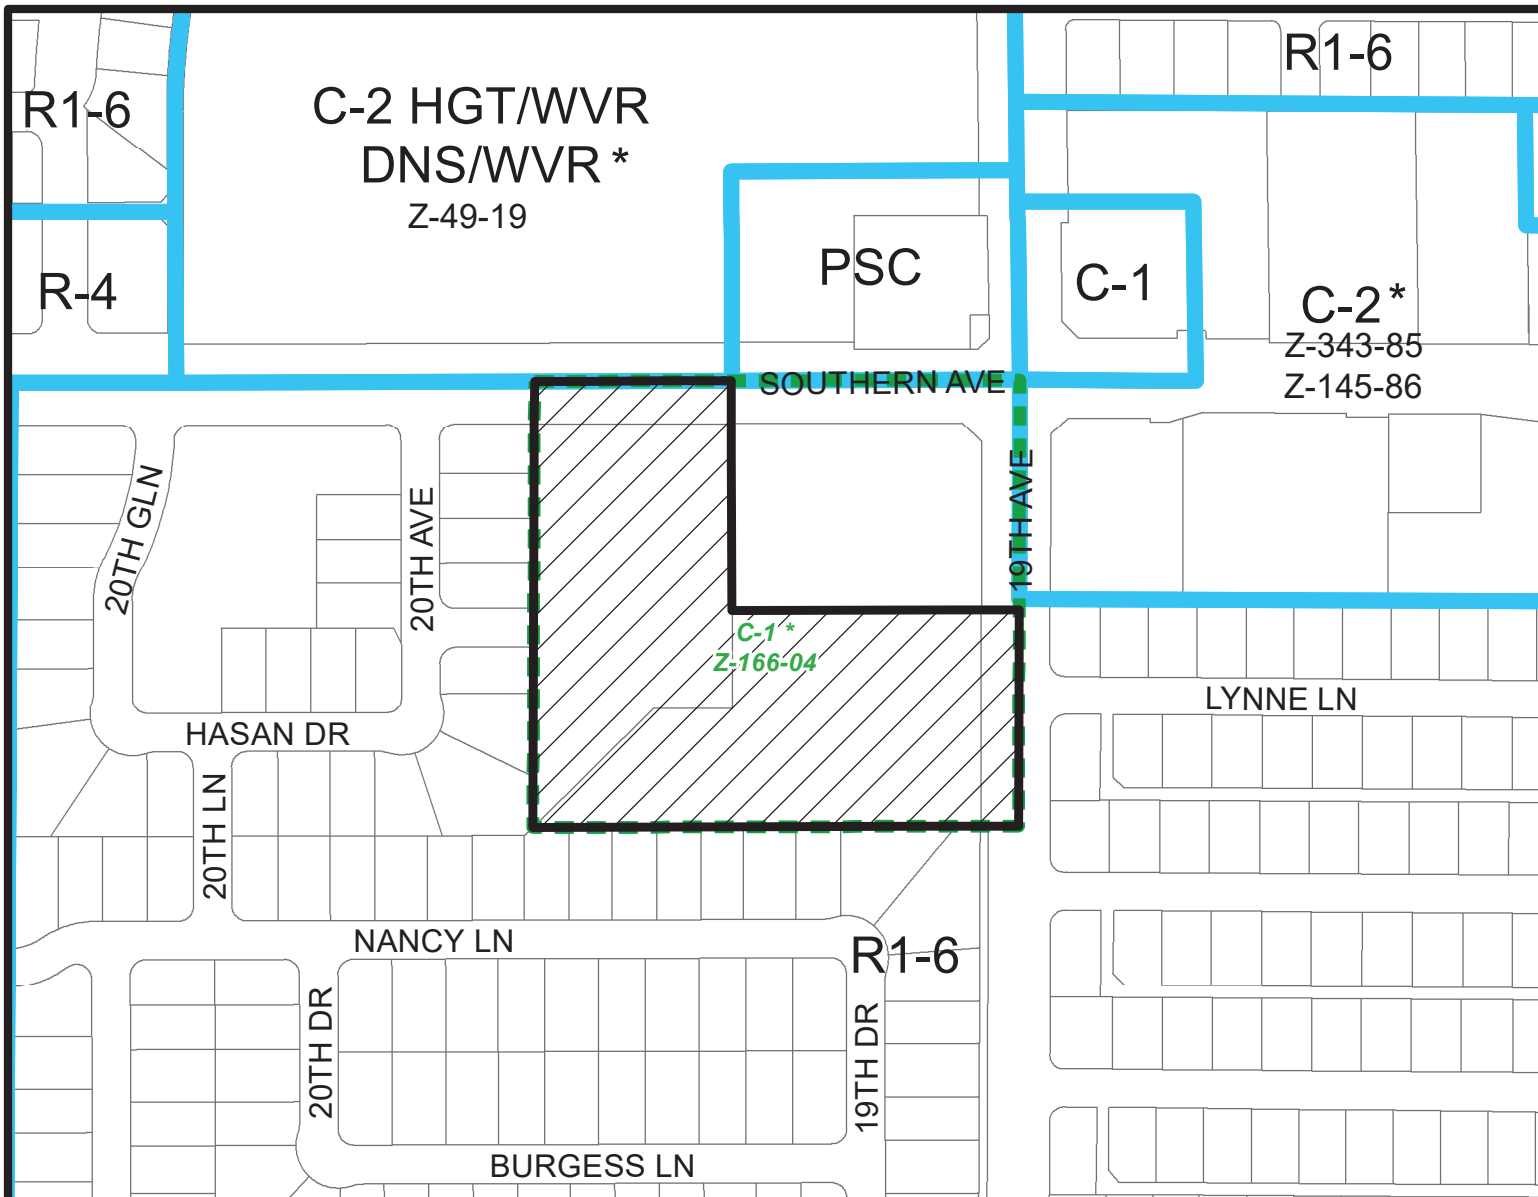 R1-6
R1-6
C-2 HGT/WVR
DNS/WVR *
Z-49-19
R-4
PSC
C-1
C-2 *
Z-343-85
Z-145-86
SOUTHERN AVE
20TH GLN
20TH AVE
19TH AVE
C-1 *
Z-166-04
LYNNE LN
HASAN DR
20TH LN
NANCY LN
R1-6
20TH DR
19TH DR
BURGESS LN